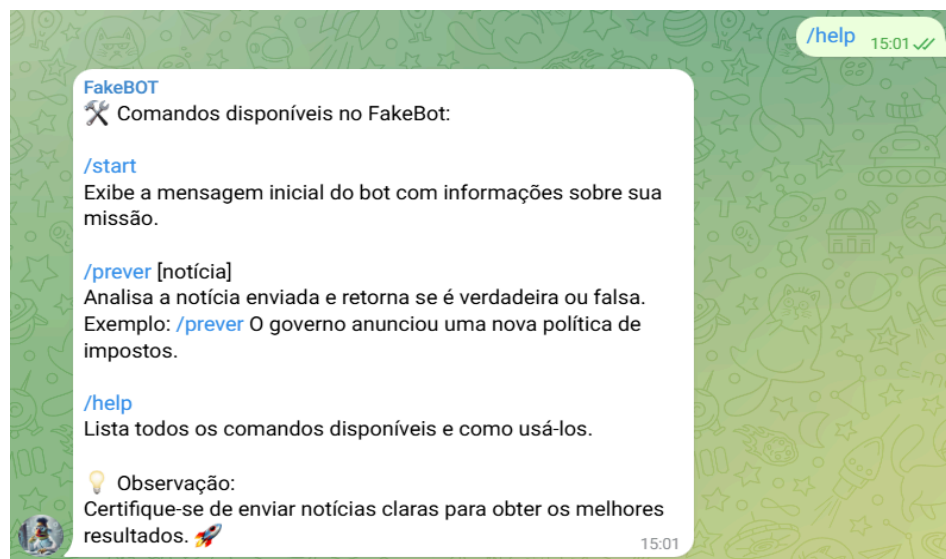 /help 15:01
FakeBOT
🛠 Comandos disponíveis no FakeBot:
/start
Exibe a mensagem inicial do bot com informações sobre sua
missão.
/prever [notícia]
Analisa a notícia enviada e retorna se é verdadeira ou falsa.
Exemplo: /prever O governo anunciou uma nova política de
impostos.
/help
Lista todos os comandos disponíveis e como usá-los.
💡 Observação:
Certifique-se de enviar notícias claras para obter os melhores
resultados. 🚀
15:01